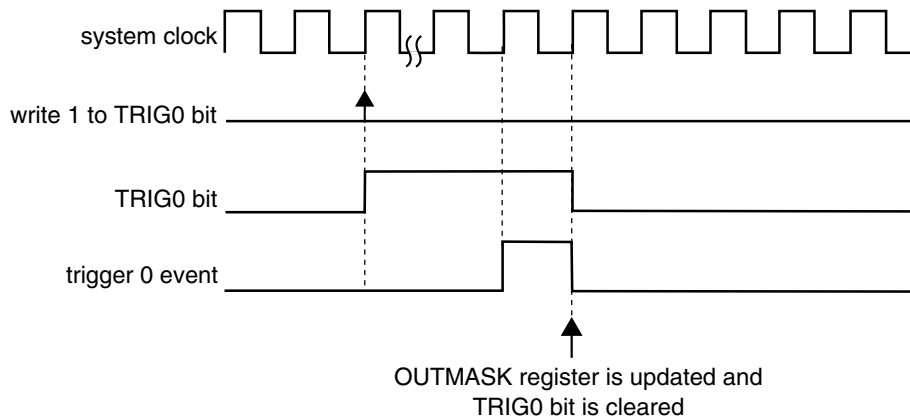 system clock
write 1 to TRIG0 bit
TRIG0 bit
trigger 0 event
OUTMASK register is updated and
TRIG0 bit is cleared